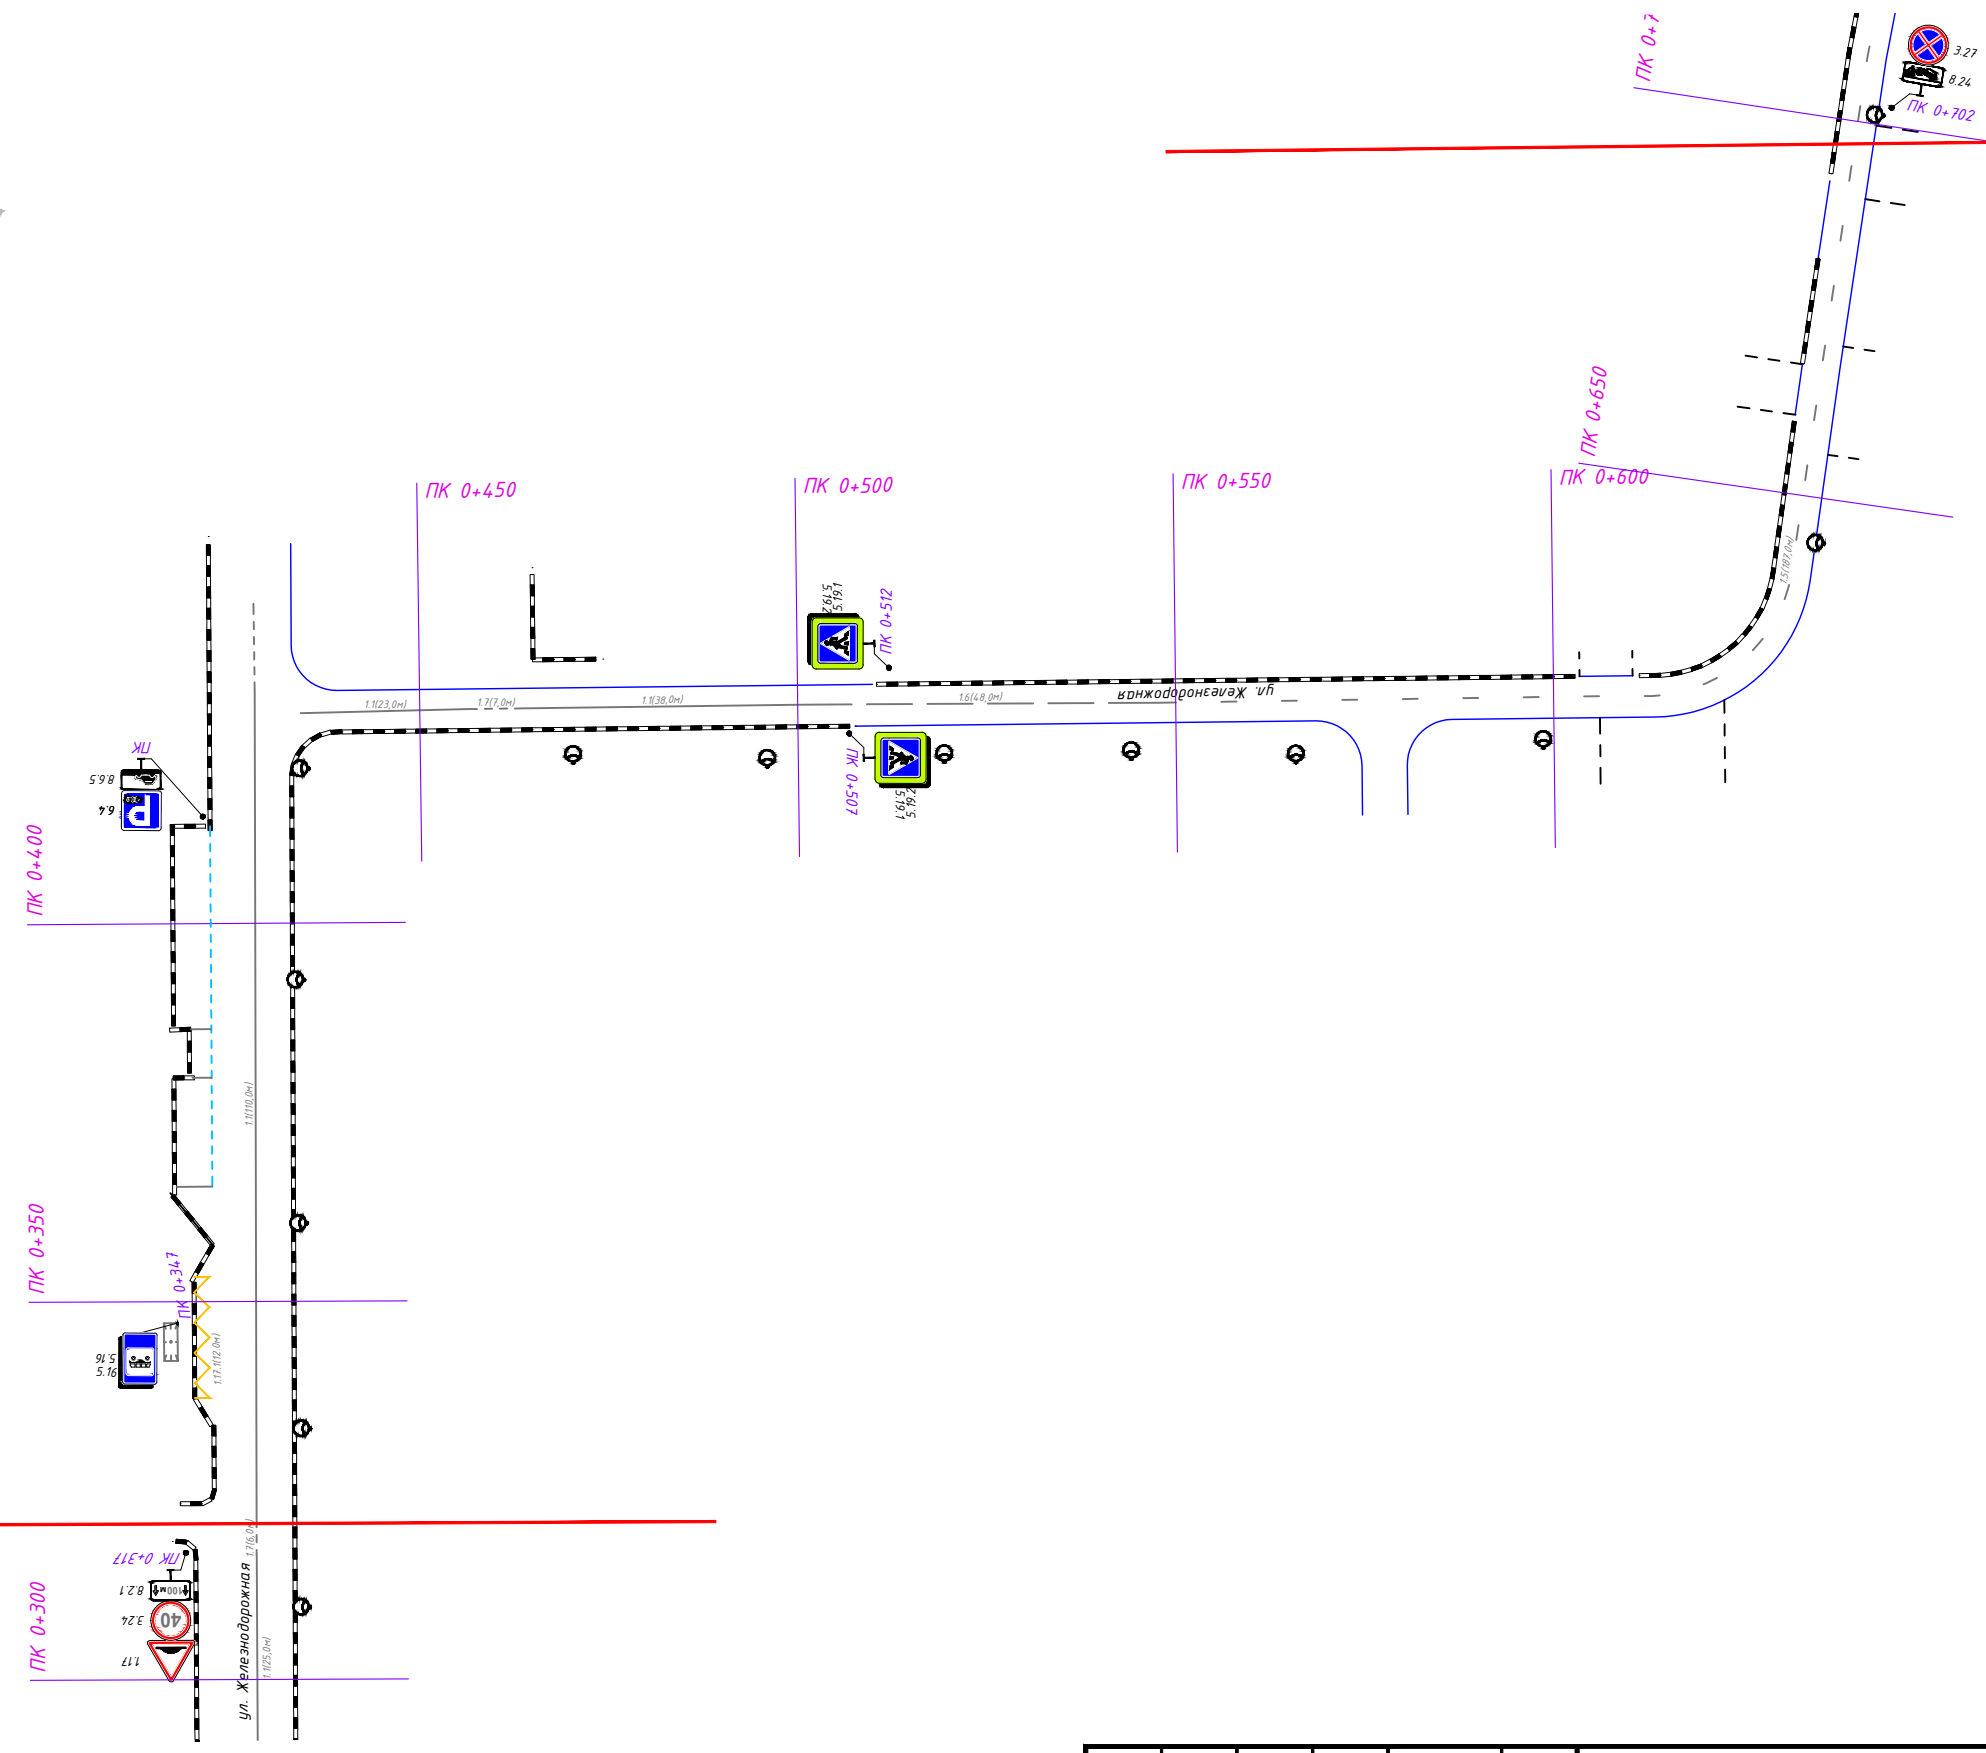 ПК 0+7
3.27
8.24
ПК 0+702
ПК 0+650
ПК 0+450
ПК 0+500
ПК 0+550
ПК 0+600
5.19.1
5.19.2
ПК 0+512
1.5(187,0м)
1.1(23,0м)
1.7(7,0м)
1.1(38,0м)
1.6(48,0м)
ул. Железнодорожная
ПК
8.6.5
6.4
P
ПК 0+507
5.19.2
5.19.1
ПК 0+400
1.1(110,0м)
ПК 0+350
ПК 0+347
5.16
5.16
1.17.1(12,0м)
1.7(6,0м)
ПК 0+317
8.2.1
100 м
3.24
40
1.17
ПК 0+300
ул. Железнодорожная
1.1(25,0м)